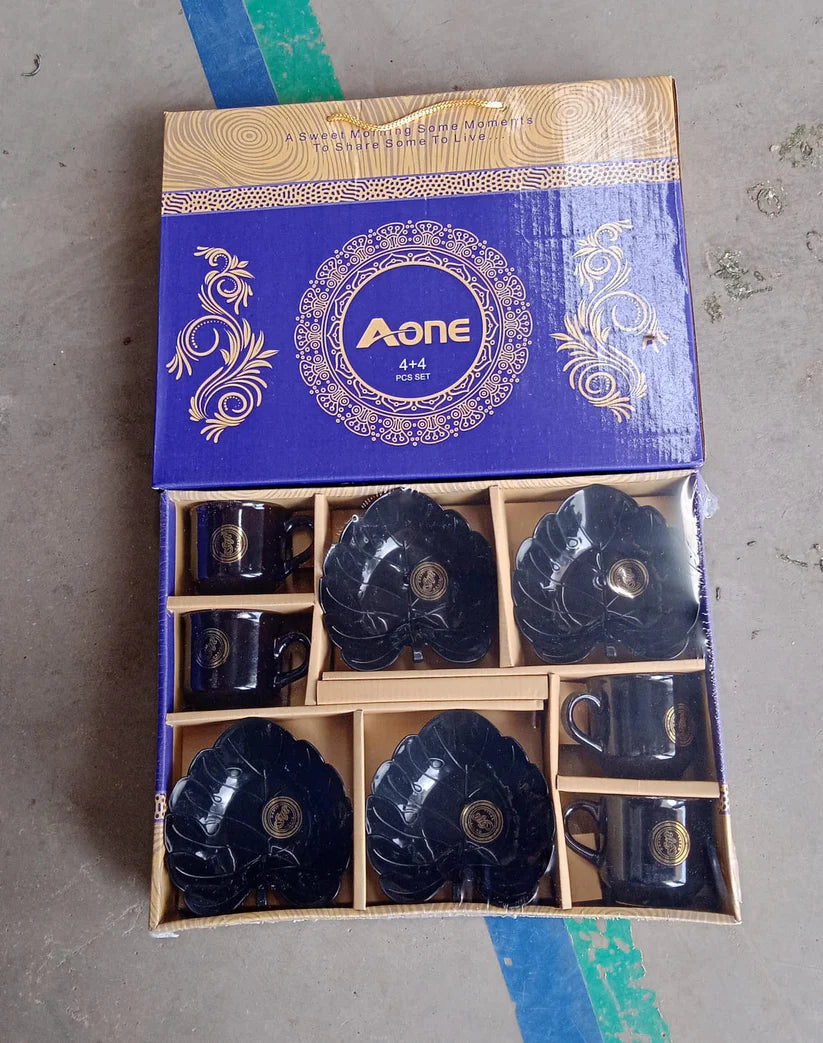 A Sweet Morning Some Moments
To Share Some To Live...
Aone
4+4
PCS SET